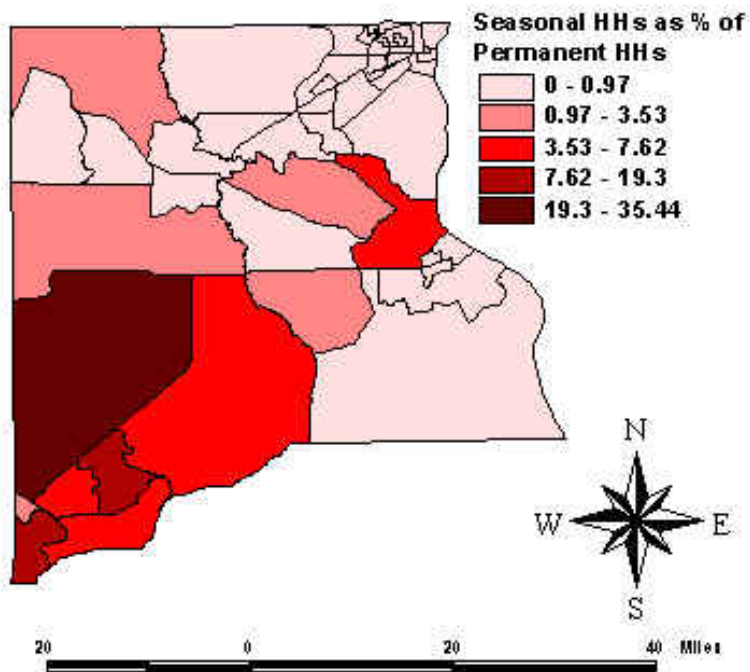 Seasonal HHs as % of
Permanent HHs
0 - 0.97
0.97 - 3.53
3.53 - 7.62
7.62 - 19.3
19.3 - 35.44
N
W E
S
20 0 20 40 Miles